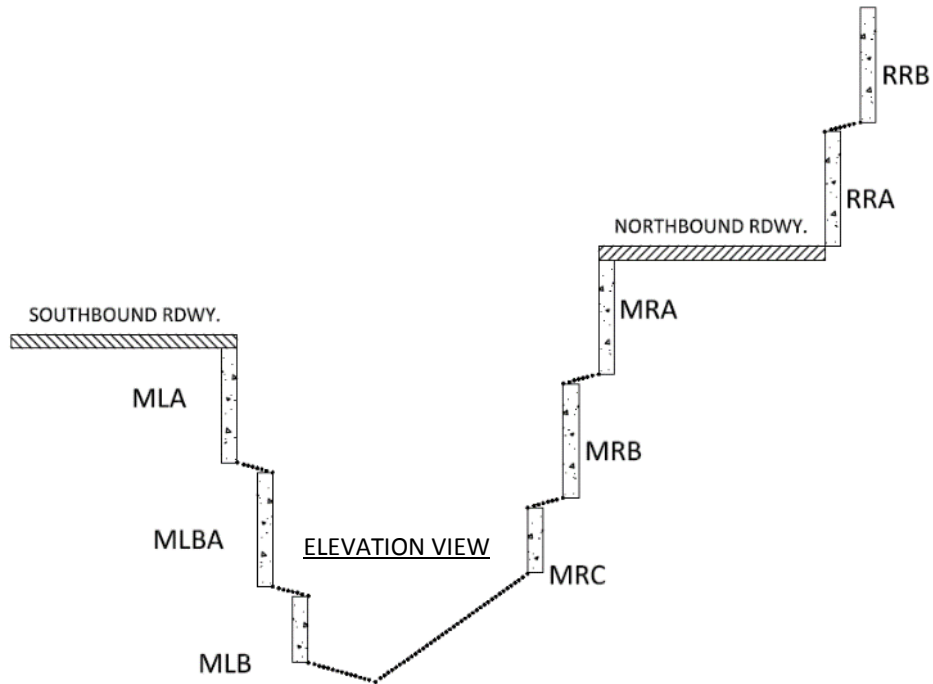 RRB
RRA
NORTHBOUND RDWY.
MRA
SOUTHBOUND RDWY.
MLA
MRB
MLBA
ELEVATION VIEW
MRC
MLB